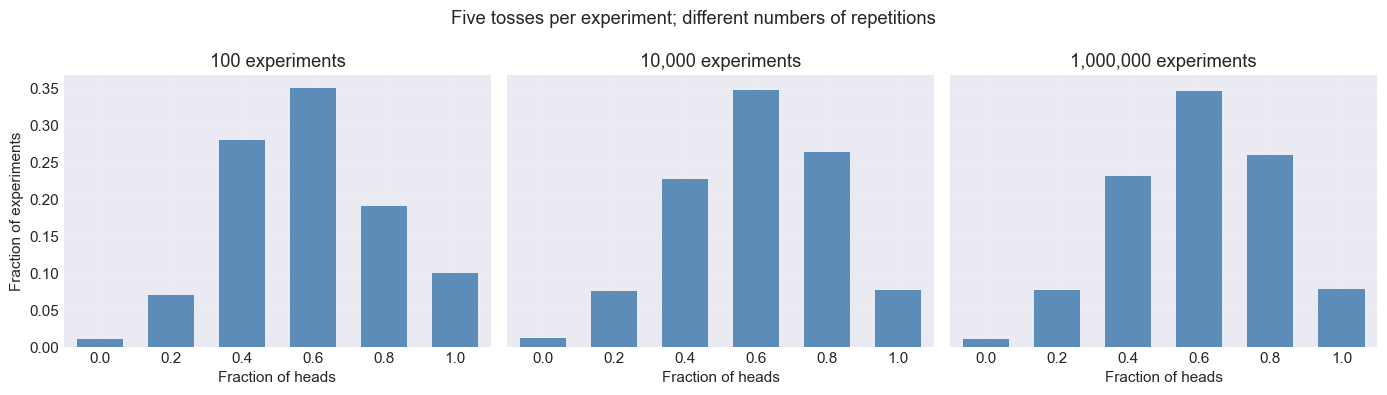 Five tosses per experiment; different numbers of repetitions
100 experiments
10,000 experiments
1,000,000 experiments
Fraction of experiments
0.35
0.30
0.25
0.20
0.15
0.10
0.05
0.00
0.0 0.2 0.4 0.6 0.8 1.0
0.0 0.2 0.4 0.6 0.8 1.0
0.0 0.2 0.4 0.6 0.8 1.0
Fraction of heads
Fraction of heads
Fraction of heads